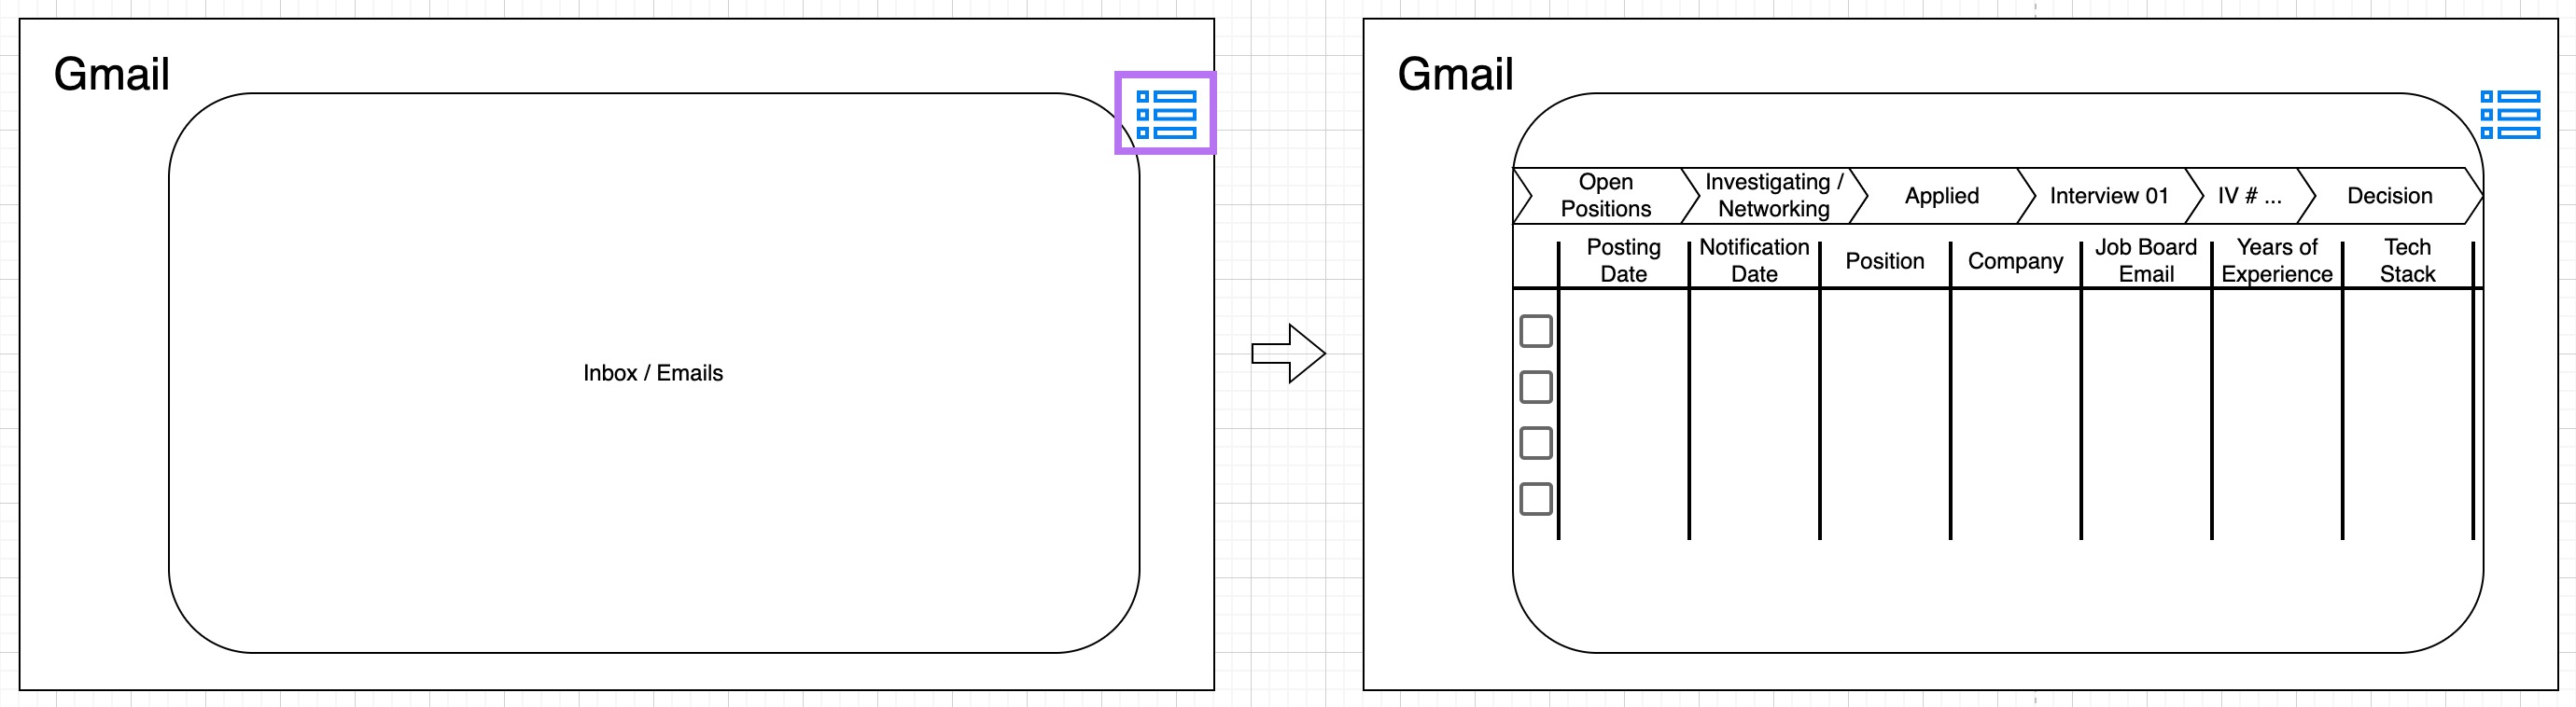 Gmail
Inbox / Emails
Gmail
Open
Positions
Investigating /
Networking
Applied
Interview 01
IV # ...
Decision
Posting
Date
Notification
Date
Position
Company
Job Board
Email
Years of
Experience
Tech
Stack